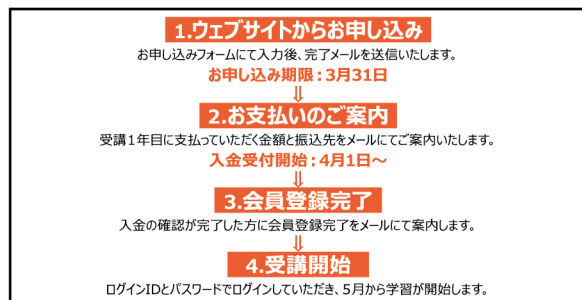 1.ウェブサイトからお申し込み
お申し込みフォームにて入力後、完了メールを送信いたします。
お申し込み期限：3月31日
⇓
2.お支払いのご案内
受講1年目に支払っていただく金額と振込先をメールにてご案内いたします。
入金受付開始：4月1日～
⇓
3.会員登録完了
入金の確認が完了した方に会員登録完了をメールにて案内します。
⇓
4.受講開始
ログインIDとパスワードでログインしていただき、5月から学習が開始します。